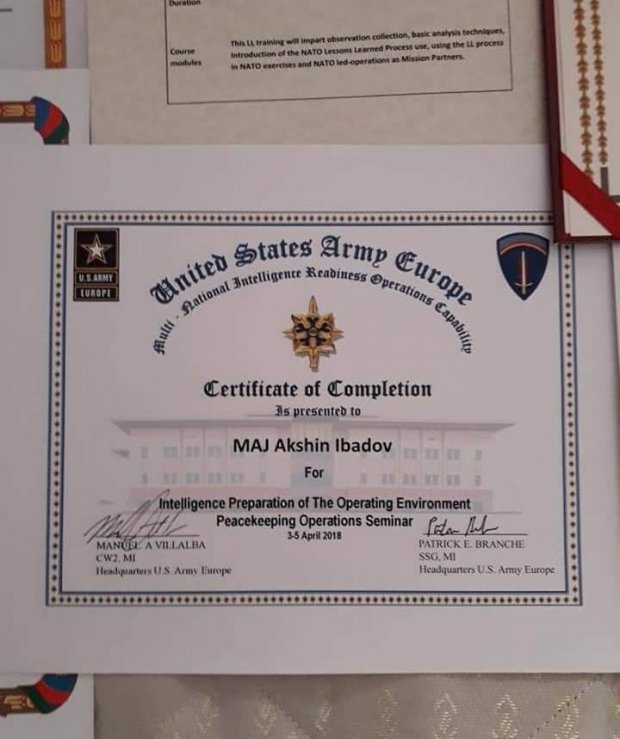 Duration
Course
modules
This LL training will impart observation collection, basic analysis techniques,
Introduction of the NATO Lessons Learned Process use, using the LL process
in NATO exercises and NATO led-operations as Mission Partners.
U.S.ARMY
EUROPE
United States Army Europe
Multi - National Intelligence Readiness Operations Capability
Certificate of Completion
Is presented to
MAJ Akshin Ibadov
For
Intelligence Preparation of The Operating Environment
Peacekeeping Operations Seminar
3-5 April 2018
MANUEL A VILLALBA
CW2, MI
Headquarters U.S. Army Europe
PATRICK E. BRANCHE
SSG, MI
Headquarters U.S. Army Europe